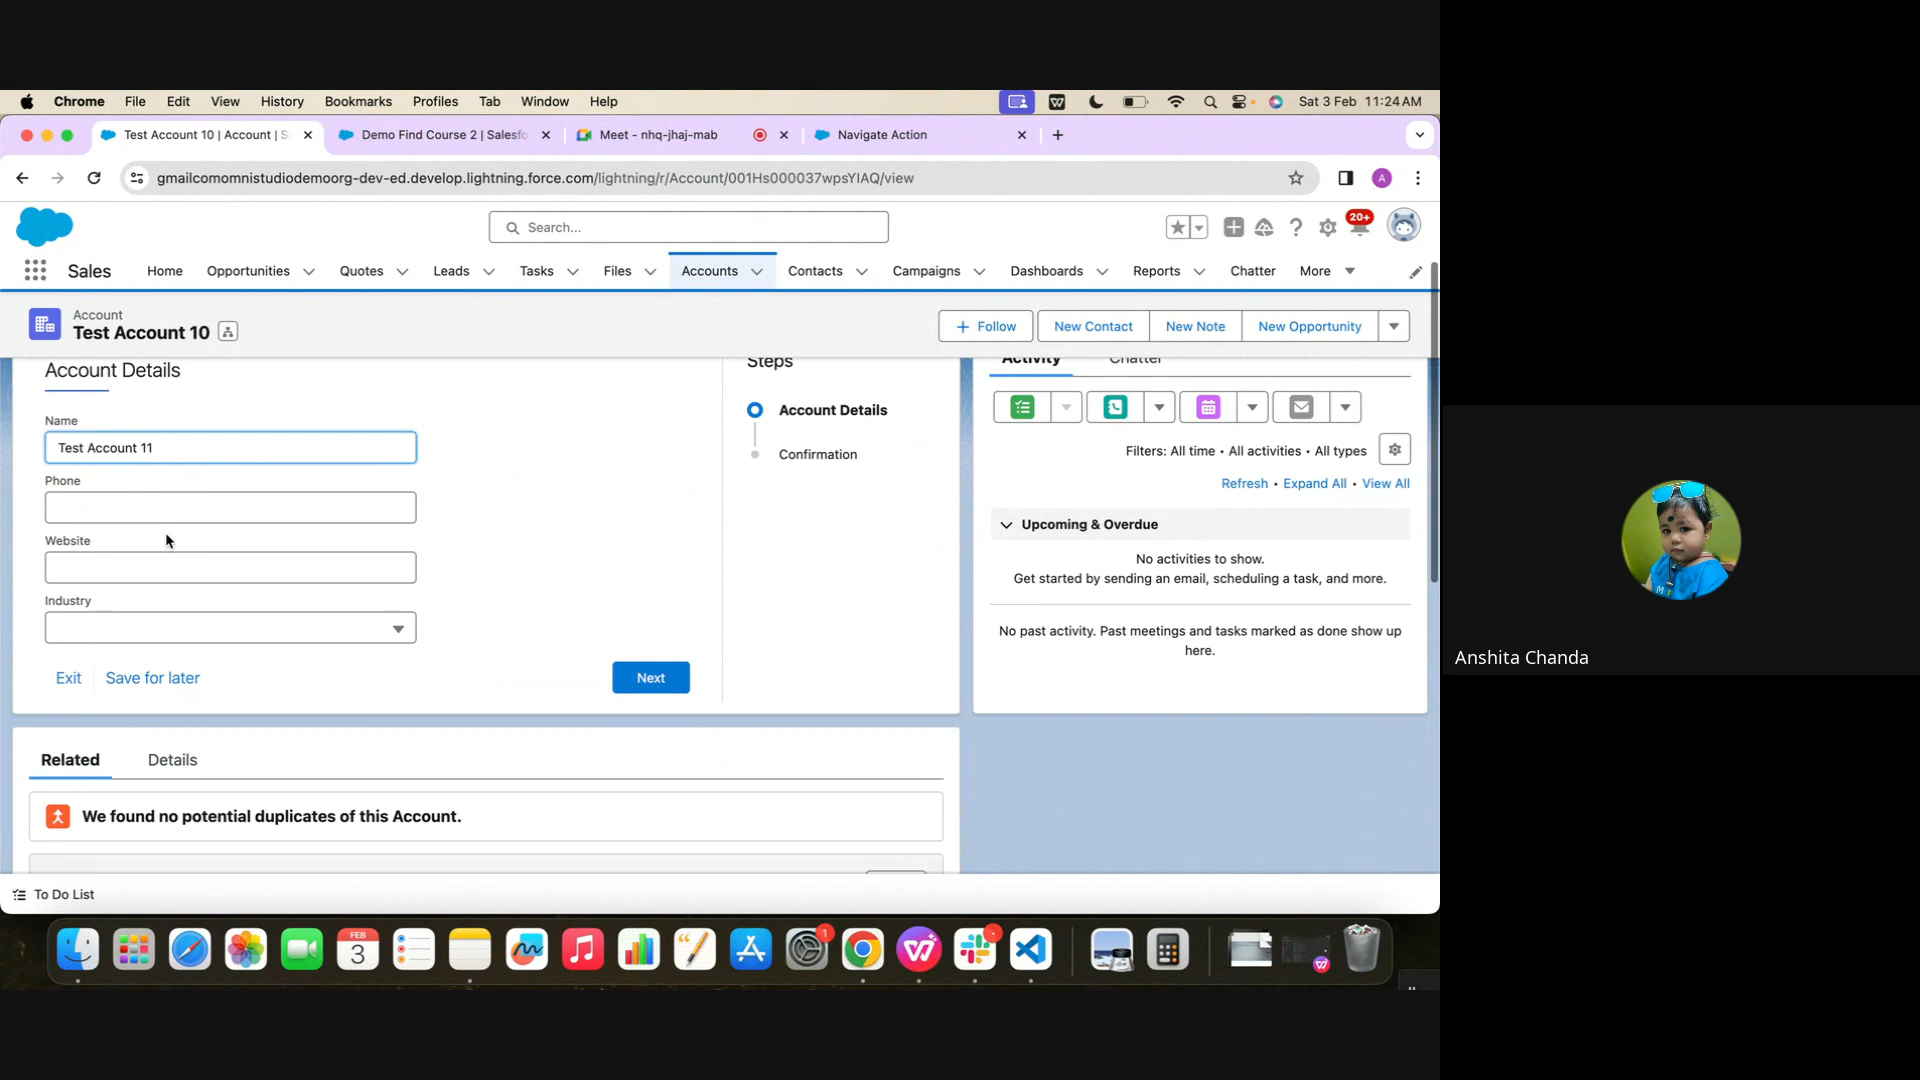 Chrome File Edit View History Bookmarks Profiles Tab Window Help Sat 3 Feb 11:24 AM
Test Account 10 | Account | S Demo Find Course 2 | Salesfo Meet - nhq-jhaj-mab Navigate Action
gmailcomomnistudiodemoorg-dev-ed.develop.lightning.force.com/lightning/r/Account/001Hs000037wpsYIAQ/view A
Search... 20+
Sales Home Opportunities Quotes Leads Tasks Files Accounts Contacts Campaigns Dashboards Reports Chatter More
Account
Test Account 10
+ Follow New Contact New Note New Opportunity
Account Details
Name
Test Account 11
Phone
Website
Industry
Exit Save for later Next
Steps
Account Details
Confirmation
Activity Chatter
Filters: All time • All activities • All types
Refresh • Expand All • View All
Upcoming & Overdue
No activities to show.
Get started by sending an email, scheduling a task, and more.
No past activity. Past meetings and tasks marked as done show up
here.
Related Details
We found no potential duplicates of this Account.
To Do List
FEB
3
1
Anshita Chanda